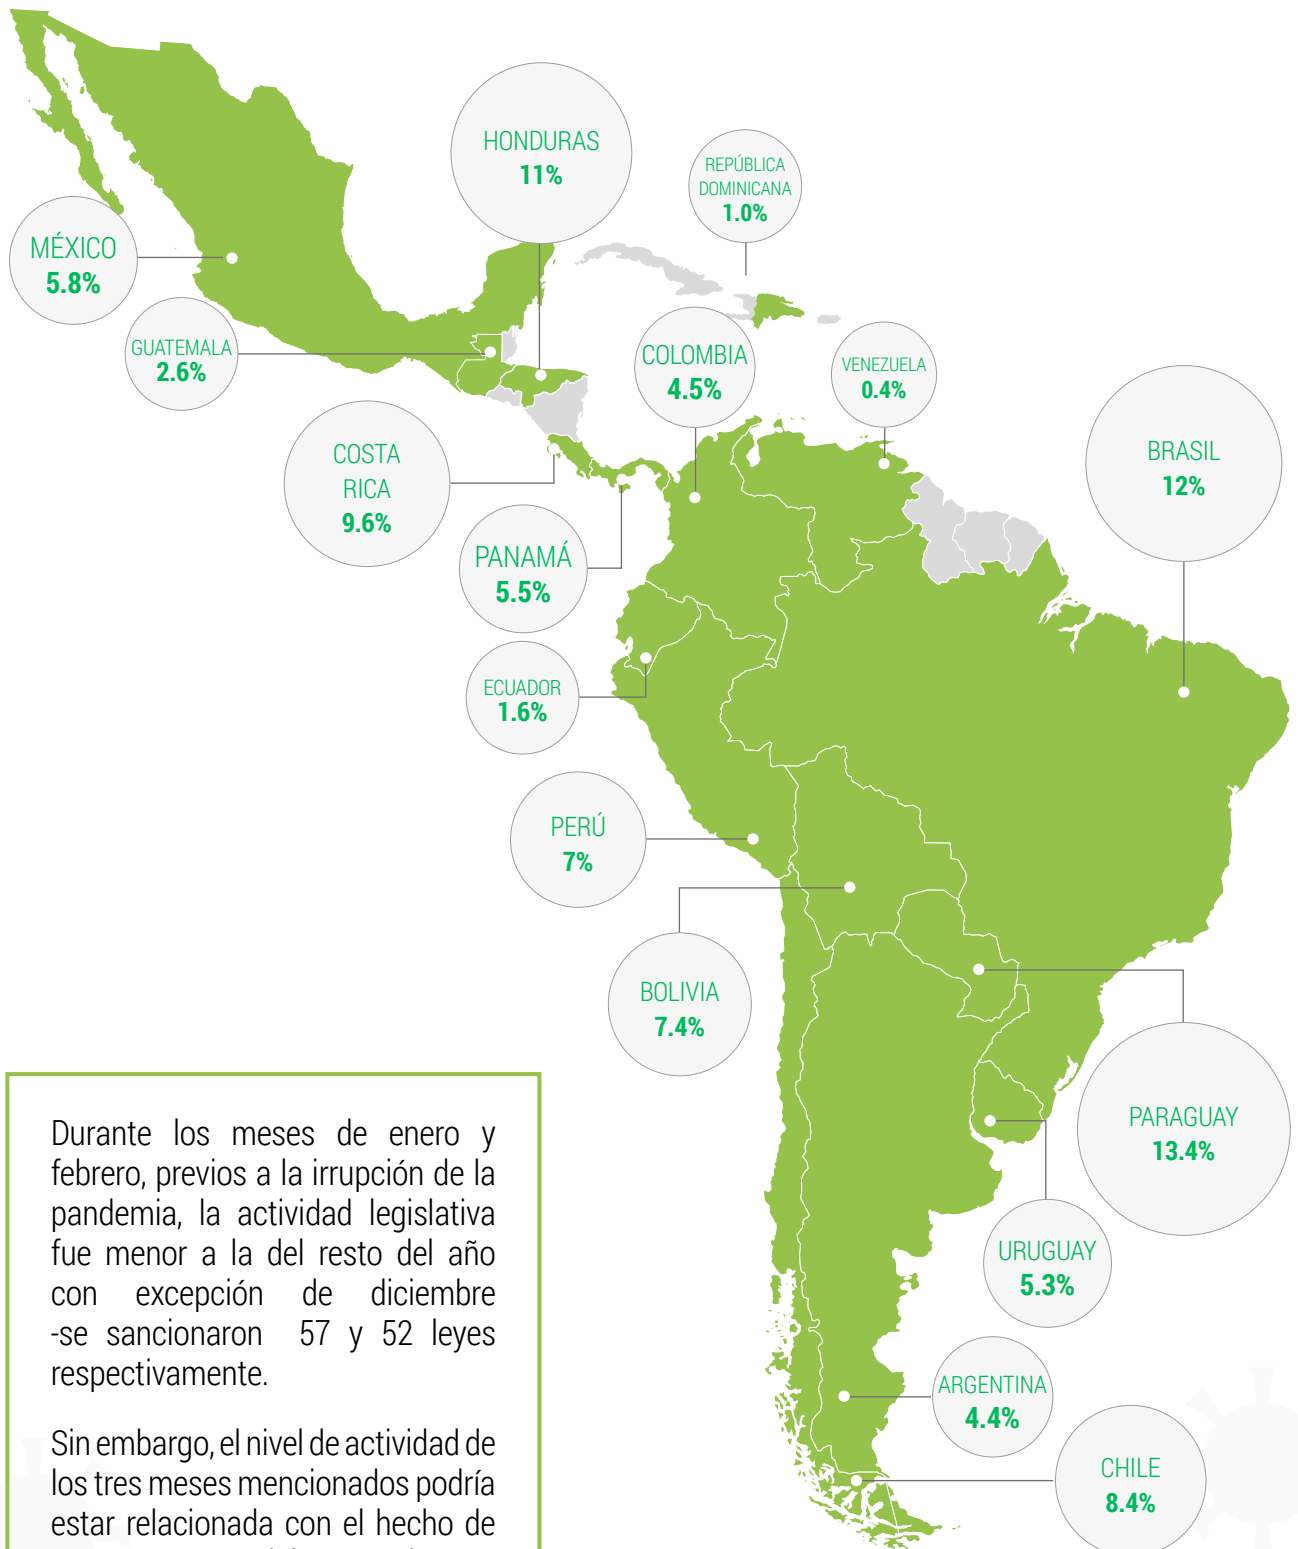 HONDURAS
11%
REPÚBLICA
DOMINICANA
1.0%
MÉXICO
5.8%
GUATEMALA
2.6%
COLOMBIA
4.5%
VENEZUELA
0.4%
BRASIL
12%
COSTA
RICA
9.6%
PANAMÁ
5.5%
ECUADOR
1.6%
PERÚ
7%
BOLIVIA
7.4%
PARAGUAY
13.4%
URUGUAY
5.3%
ARGENTINA
4.4%
CHILE
8.4%
Durante los meses de enero y
febrero, previos a la irrupción de la
pandemia, la actividad legislativa
fue menor a la del resto del año
con excepción de diciembre
-se sancionaron 57 y 52 leyes
respectivamente.
Sin embargo, el nivel de actividad de
los tres meses mencionados podría
estar relacionada con el hecho de